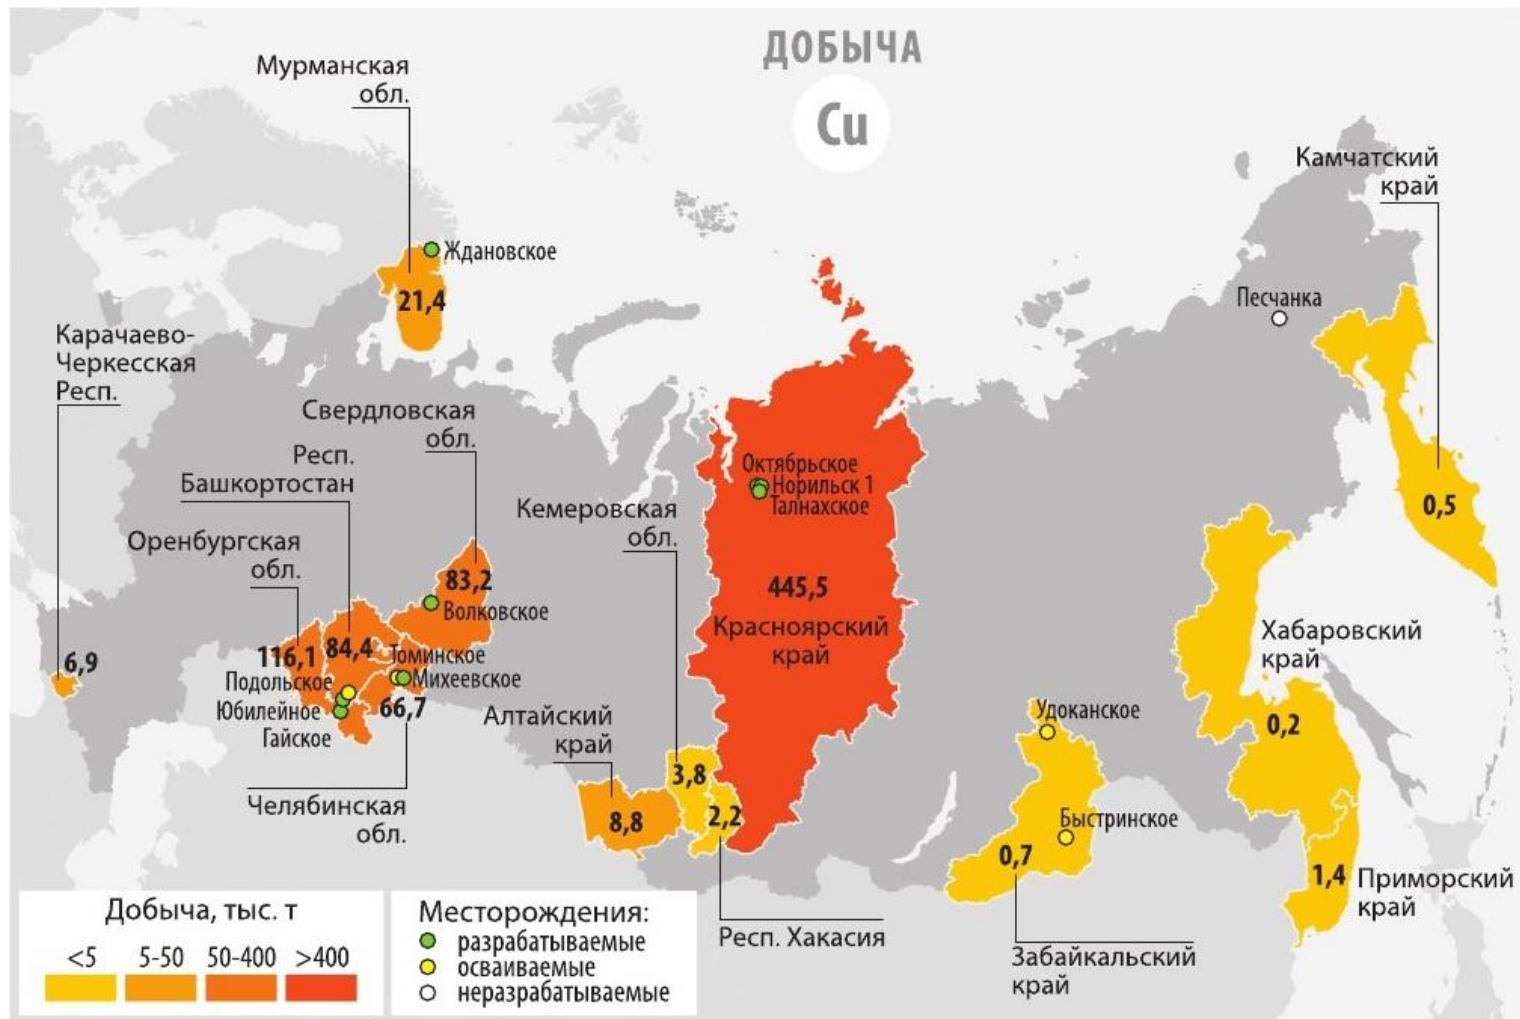 ДОБЫЧА
Cu
Мурманская
обл.
Ждановское
21,4
Камчатский
край
Песчанка
0,5
Карачаево-
Черкесская
Респ.
6,9
Свердловская
обл.
83,2
Волковское
Респ.
Башкортостан
84,4
Оренбургская
обл.
116,1
Томинское
Михеевское
Подольское
Юбилейное
Гайское
66,7
Челябинская
обл.
Октябрьское
Норильск 1
Талнахское
445,5
Красноярский
край
Кемеровская
обл.
3,8
Алтайский
край
8,8
2,2
Респ. Хакасия
Удоканское
Быстринское
0,7
Забайкальский
край
Хабаровский
край
0,2
1,4
Приморский
край
Добыча, тыс. т
<5 5-50 50-400 >400
Месторождения:
разрабатываемые
осваиваемые
неразрабатываемые